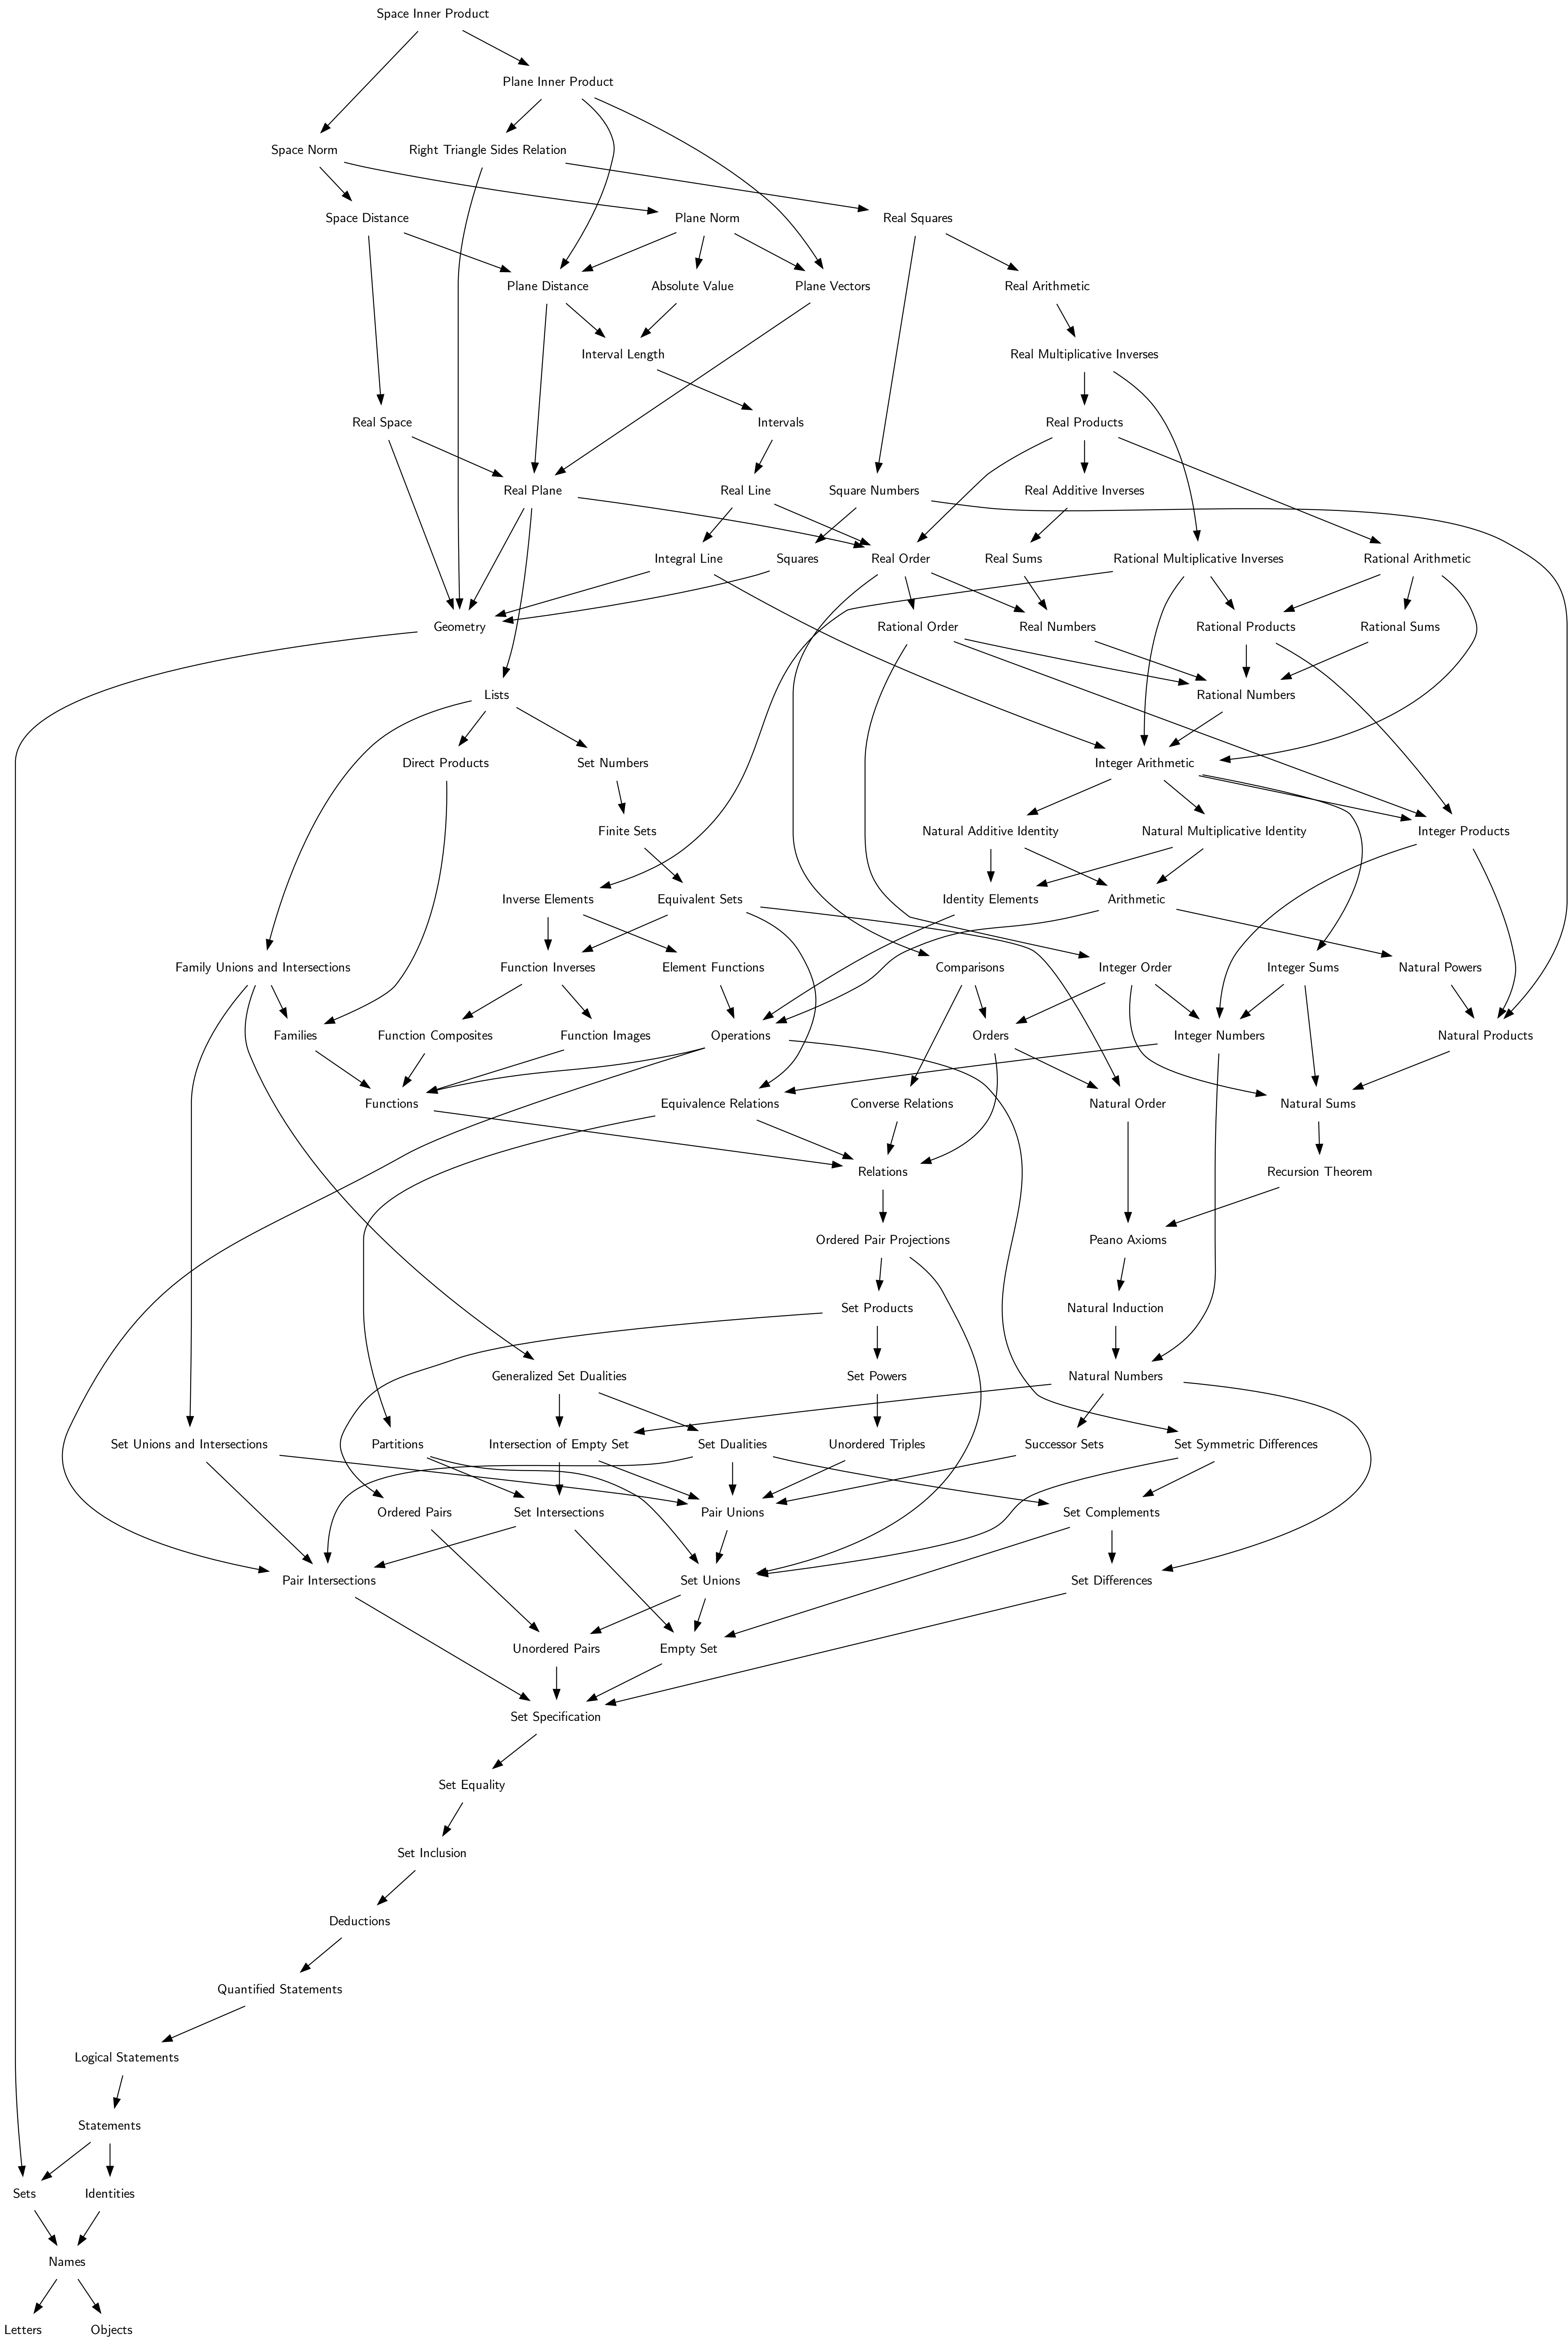 Space Inner Product
Plane Inner Product
Space Norm
Right Triangle Sides Relation
Space Distance
Plane Norm
Real Squares
Plane Distance
Absolute Value
Plane Vectors
Real Arithmetic
Interval Length
Real Multiplicative Inverses
Real Space
Intervals
Real Products
Real Plane
Real Line
Square Numbers
Real Additive Inverses
Integral Line
Squares
Real Order
Real Sums
Rational Multiplicative Inverses
Rational Arithmetic
Geometry
Rational Order
Real Numbers
Rational Products
Rational Sums
Lists
Rational Numbers
Direct Products
Set Numbers
Integer Arithmetic
Finite Sets
Natural Additive Identity
Natural Multiplicative Identity
Integer Products
Inverse Elements
Equivalent Sets
Identity Elements
Arithmetic
Family Unions and Intersections
Function Inverses
Element Functions
Comparisons
Integer Order
Integer Sums
Natural Powers
Families
Function Composites
Function Images
Operations
Orders
Integer Numbers
Natural Products
Functions
Equivalence Relations
Converse Relations
Natural Order
Natural Sums
Relations
Recursion Theorem
Ordered Pair Projections
Peano Axioms
Set Products
Natural Induction
Generalized Set Dualities
Set Powers
Natural Numbers
Set Unions and Intersections
Partitions
Intersection of Empty Set
Set Dualities
Unordered Triples
Successor Sets
Set Symmetric Differences
Ordered Pairs
Set Intersections
Pair Unions
Set Complements
Pair Intersections
Set Unions
Set Differences
Unordered Pairs
Empty Set
Set Specification
Set Equality
Set Inclusion
Deductions
Quantified Statements
Logical Statements
Statements
Sets
Identities
Names
Letters
Objects